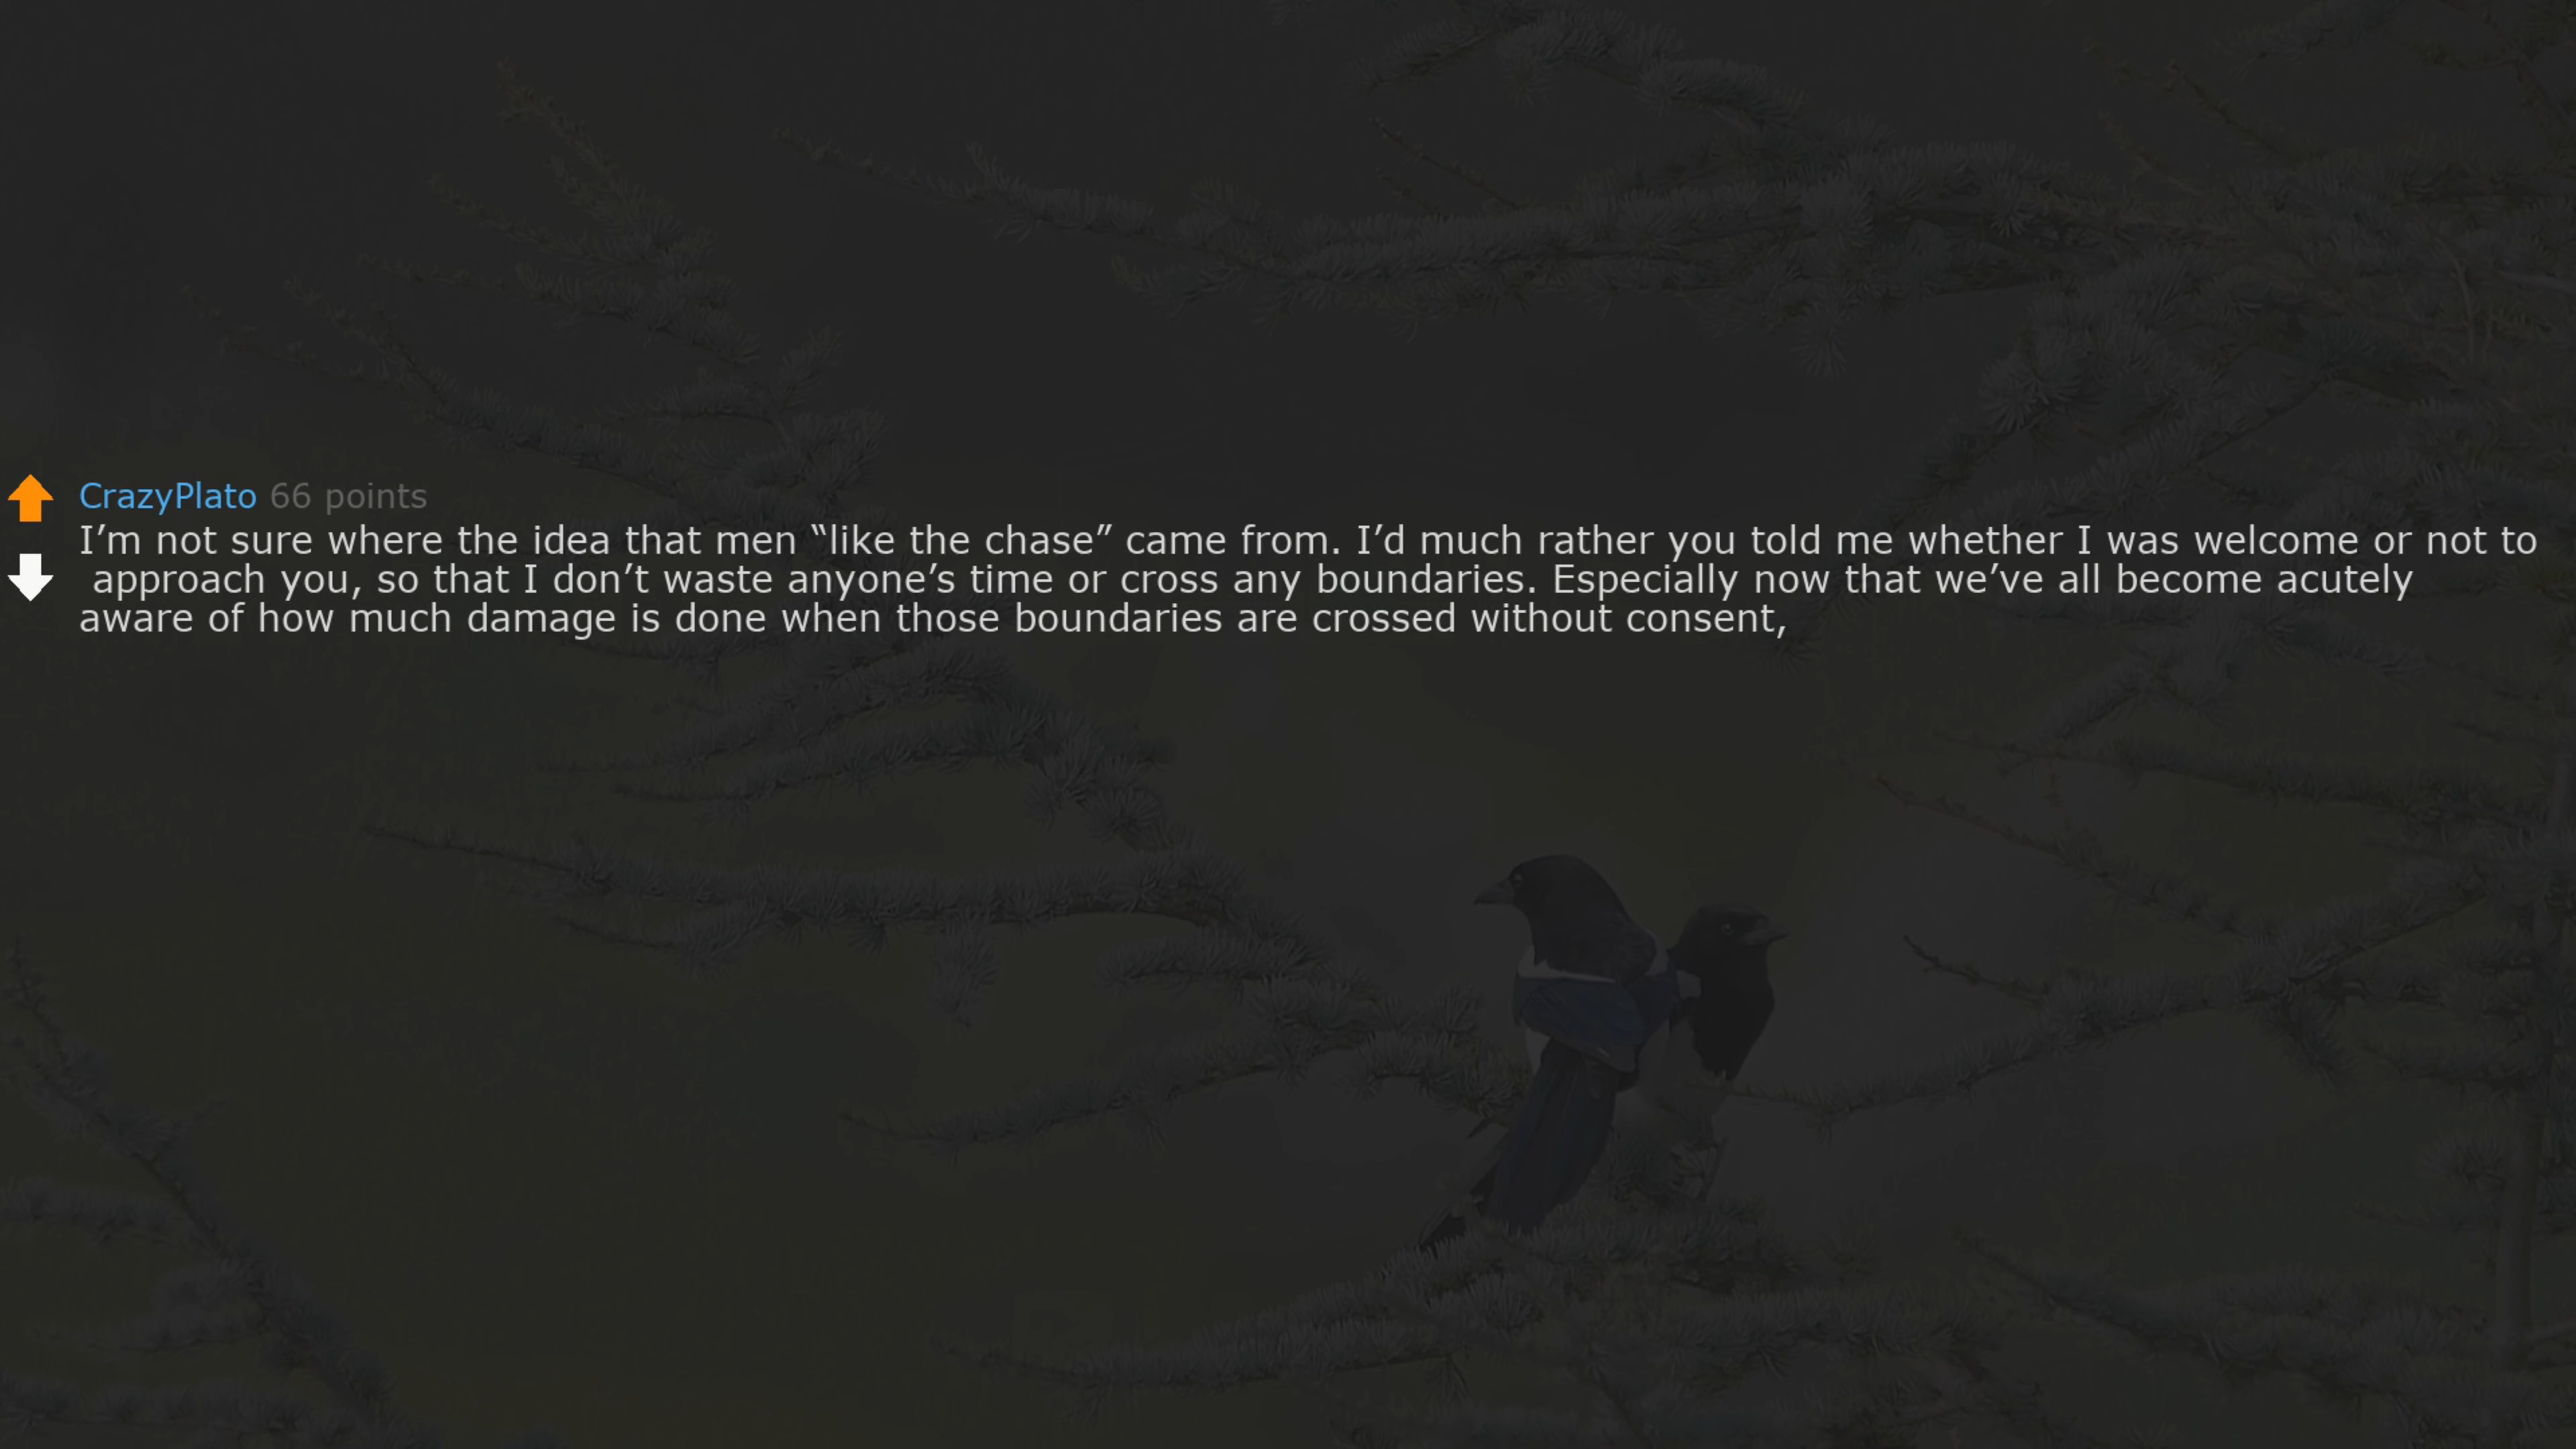 CrazyPlato 66 points
I’m not sure where the idea that men “like the chase” came from. I’d much rather you told me whether I was welcome or not to
approach you, so that I don’t waste anyone’s time or cross any boundaries. Especially now that we’ve all become acutely
aware of how much damage is done when those boundaries are crossed without consent,